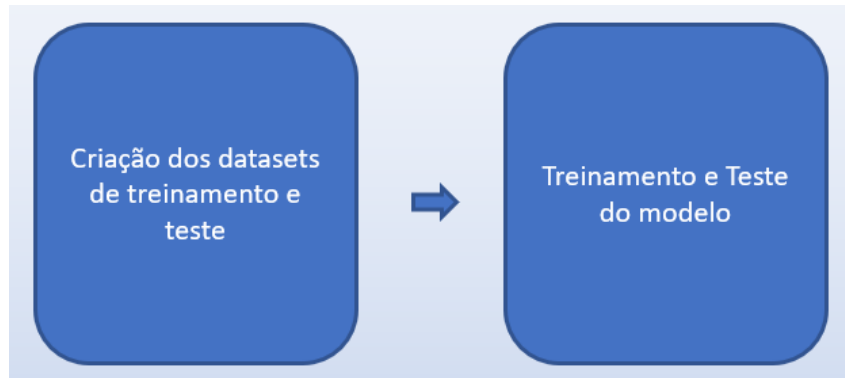 Criação dos datasets
de treinamento e
teste
Treinamento e Teste
do modelo